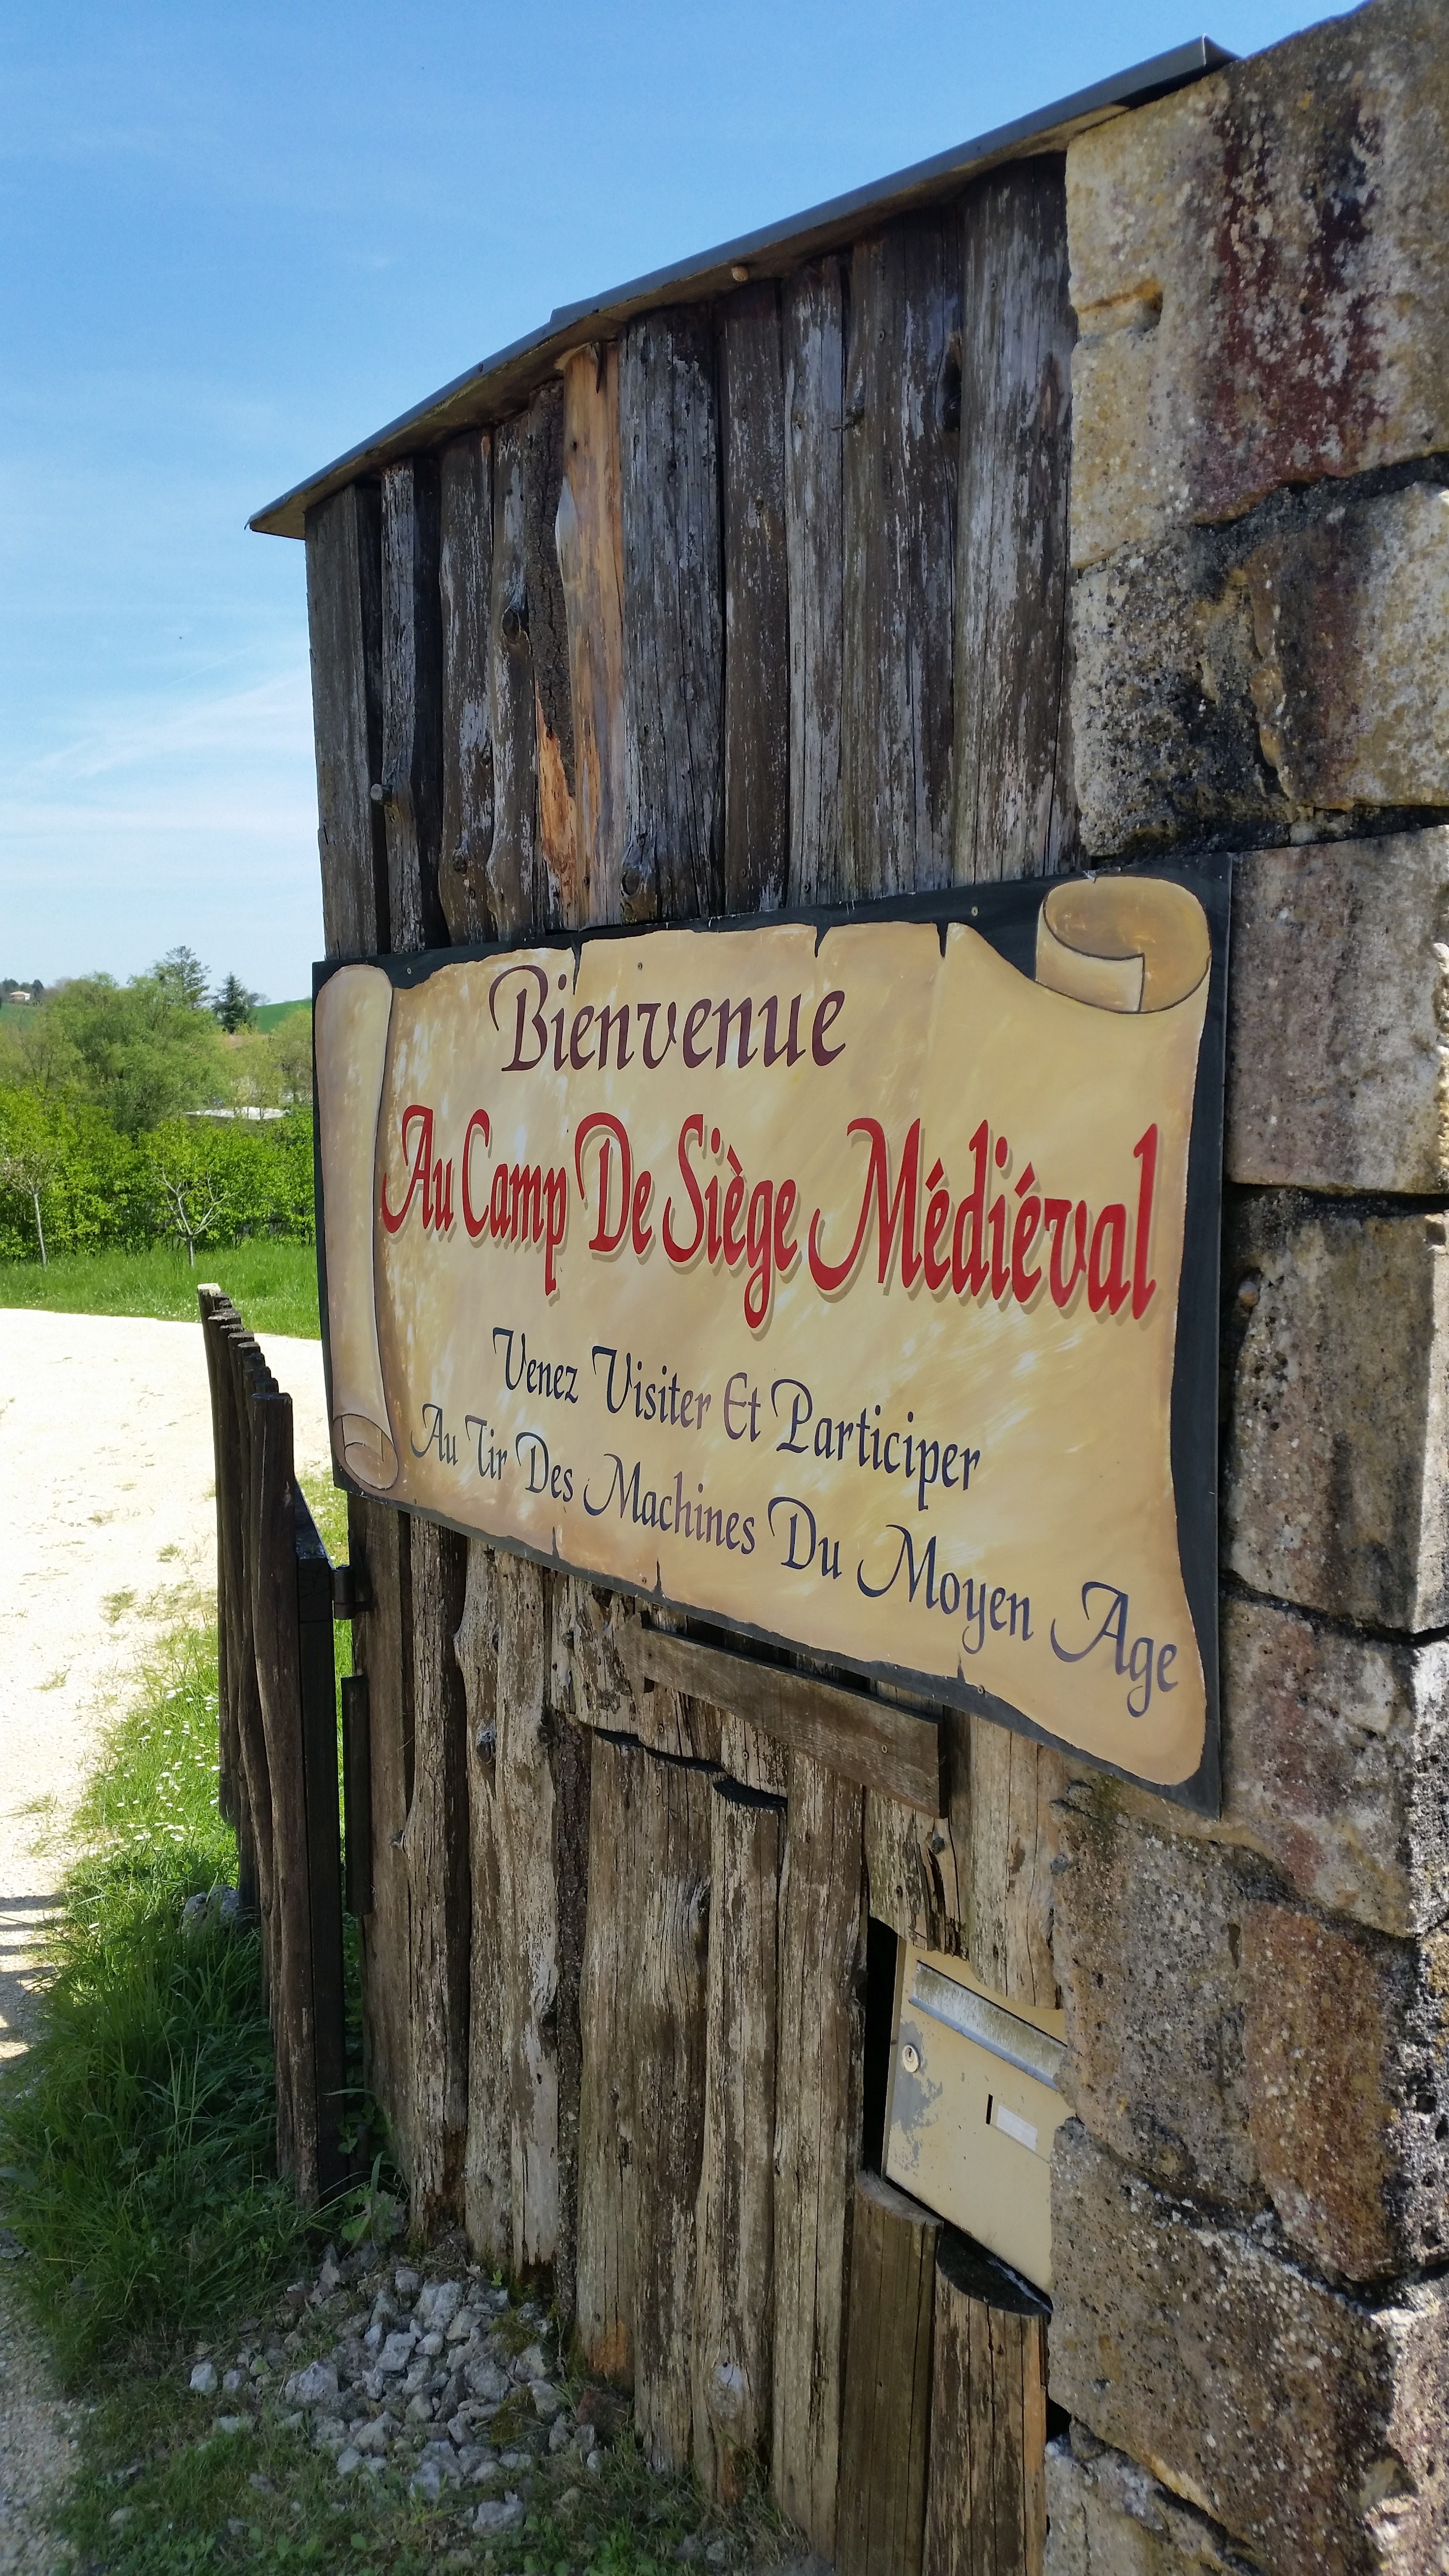 Bienvenue
Au Camp De Siège Médiéval
Venez Visiter Et Participer
Au Tir Des Machines Du Moyen Age